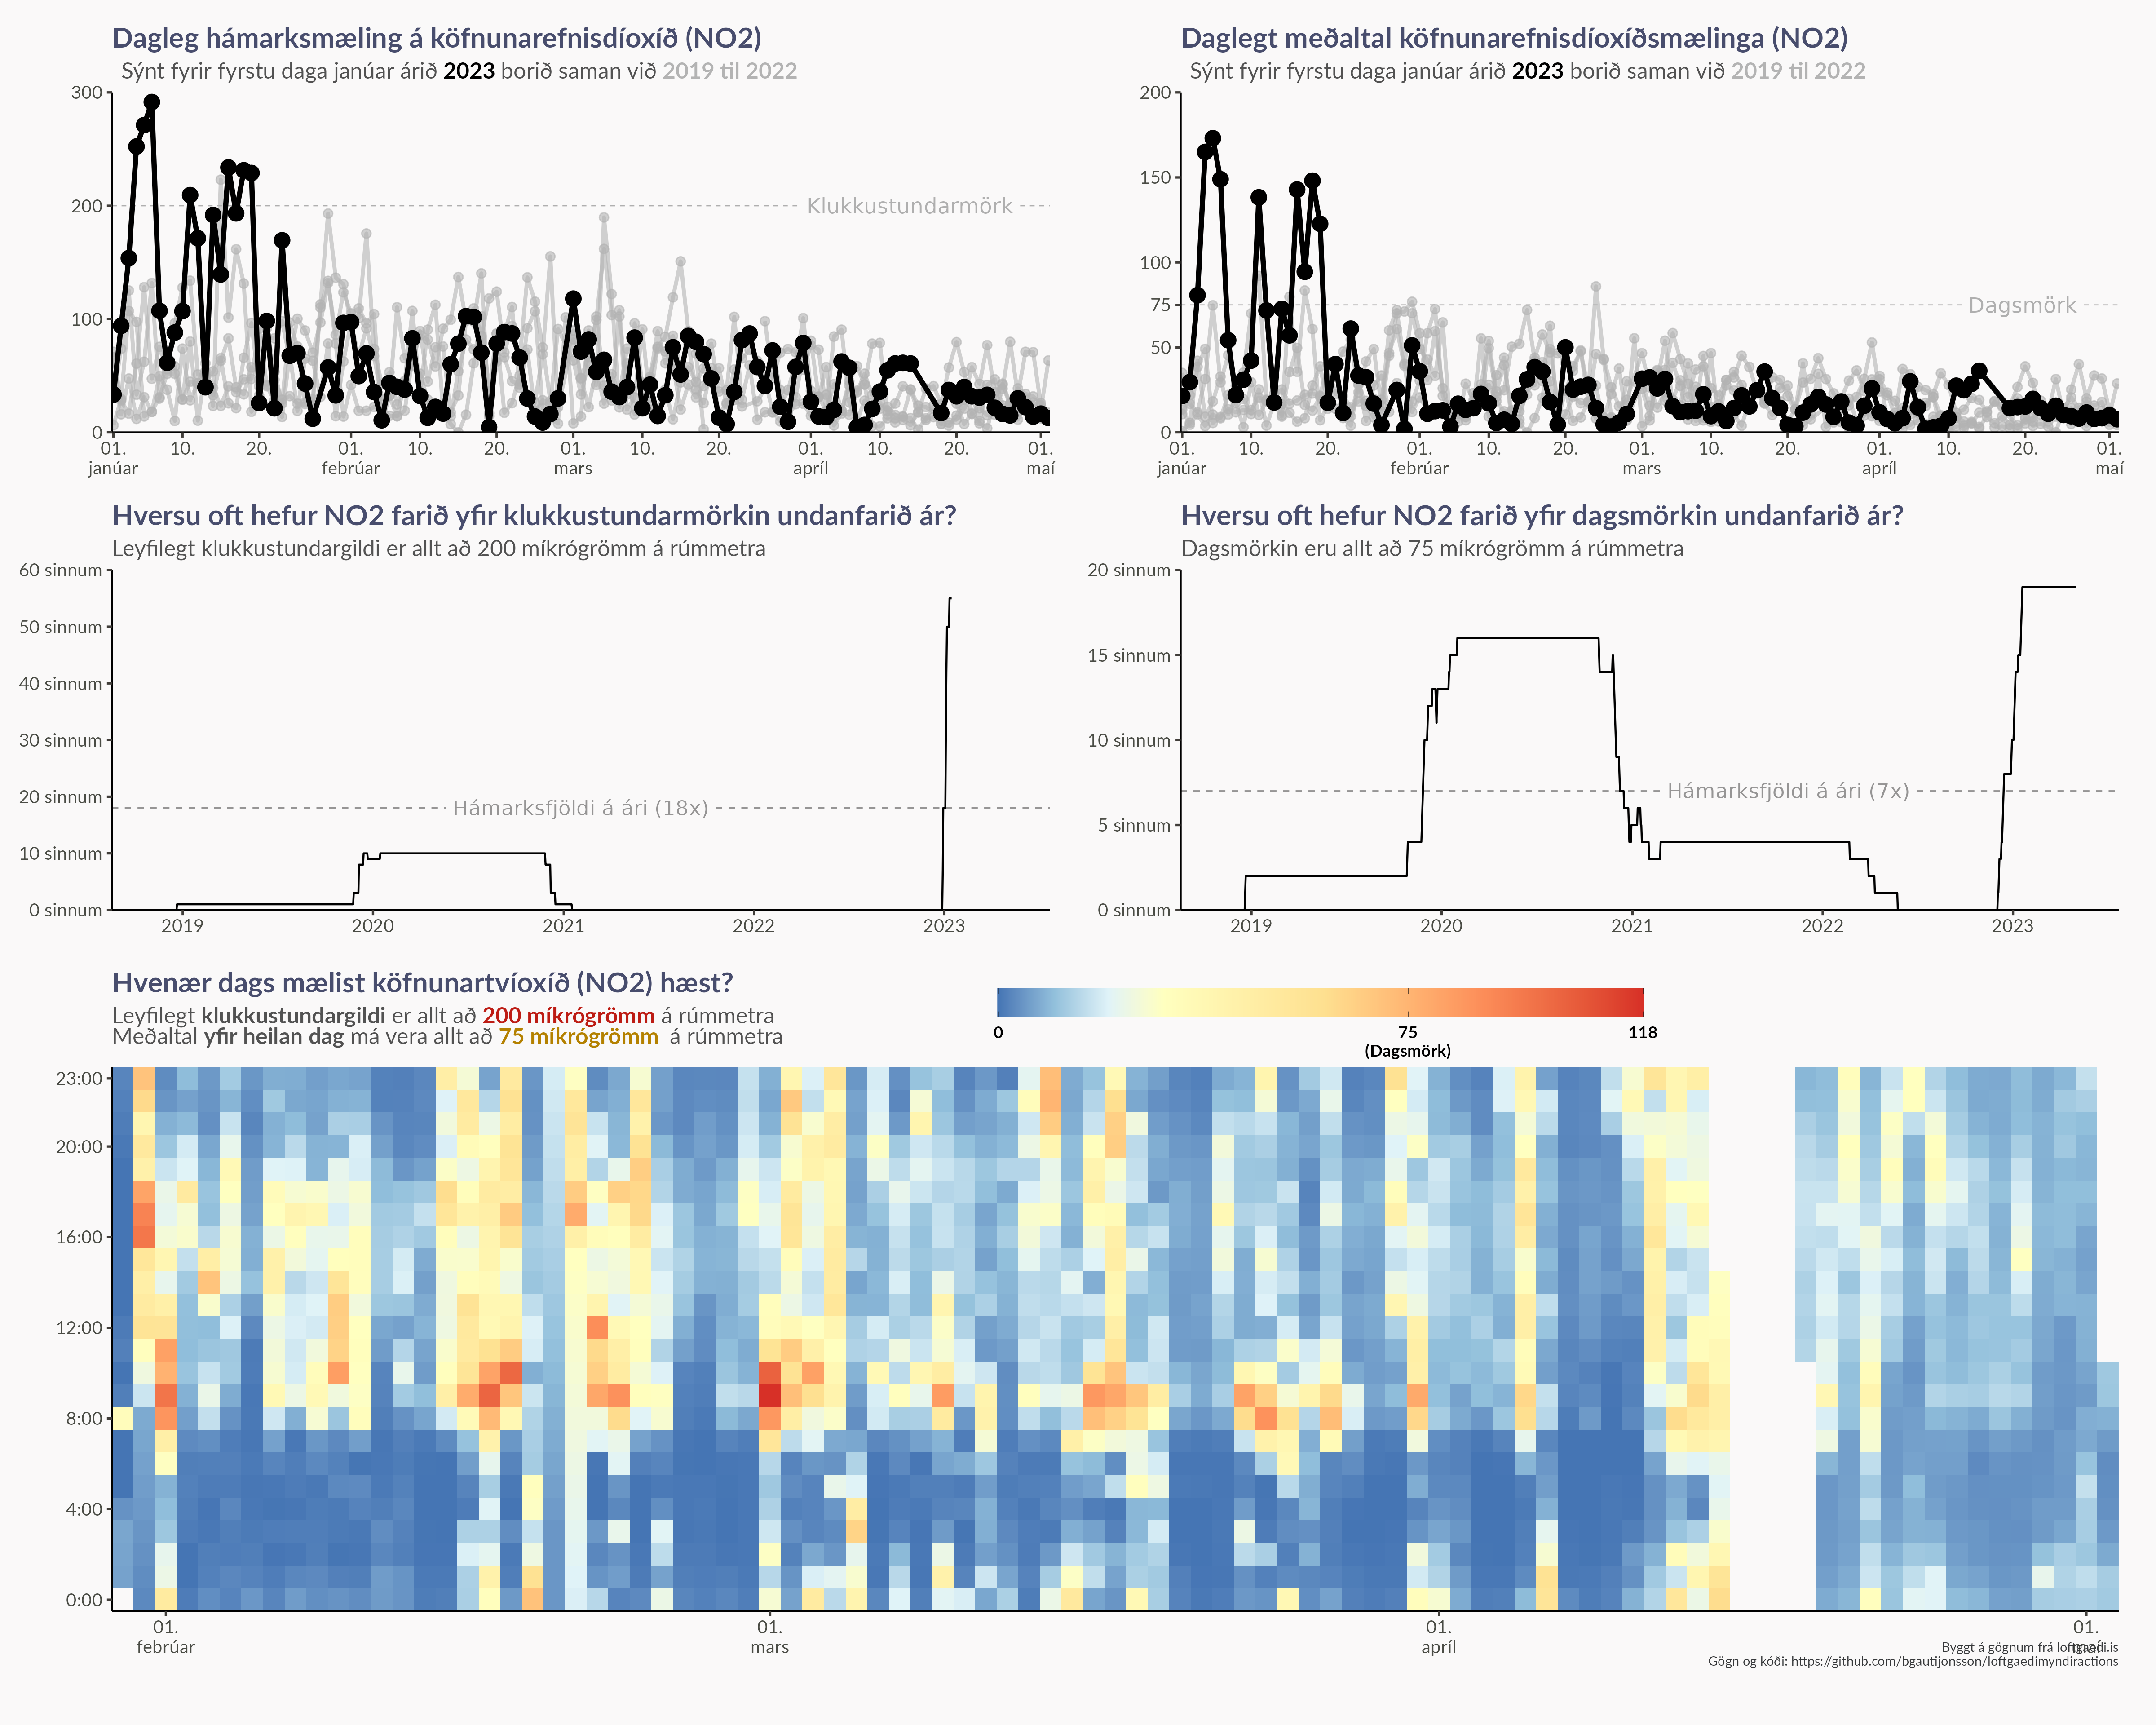 Dagleg hámarksmæling á köfnunarefnisdíoxíð (NO2)
Sýnt fyrir fyrstu daga janúar árið 2023 borið saman við 2019 til 2022
300
200
100
0
Klukkustundarmörk
01. 10. 20. 01. 10. 20. 01. 10. 20. 01. 10. 20. 01.
janúar febrúar mars apríl maí
Daglegt meðaltal köfnunarefnisdíoxíðsmælinga (NO2)
Sýnt fyrir fyrstu daga janúar árið 2023 borið saman við 2019 til 2022
200
150
100
75
50
0
Dagsmörk
01. 10. 20. 01. 10. 20. 01. 10. 20. 01. 10. 20. 01.
janúar febrúar mars apríl maí
Hversu oft hefur NO2 farið yfir klukkustundarmörkin undanfarið ár?
Leyfilegt klukkustundargildi er allt að 200 míkrógrömm á rúmmetra
60 sinnum
50 sinnum
40 sinnum
30 sinnum
20 sinnum
10 sinnum
0 sinnum
Hámarksfjöldi á ári (18x)
2019 2020 2021 2022 2023
Hversu oft hefur NO2 farið yfir dagsmörkin undanfarið ár?
Dagsmörkin eru allt að 75 míkrógrömm á rúmmetra
20 sinnum
15 sinnum
10 sinnum
5 sinnum
0 sinnum
Hámarksfjöldi á ári (7x)
2019 2020 2021 2022 2023
Hvenær dags mælist köfnunartvíoxíð (NO2) hæst?
Leyfilegt klukkustundargildi er allt að 200 míkrógrömm á rúmmetra
Meðaltal yfir heilan dag má vera allt að 75 míkrógrömm á rúmmetra
0 75 118
(Dagsmörk)
23:00
20:00
16:00
12:00
8:00
4:00
0:00
01. 01. 01. 01.
febrúar mars apríl maí
Byggt á gögnum frá loftgaedi.is
Gögn og kóði: https://github.com/bgautijonsson/loftgaedimyndiractions